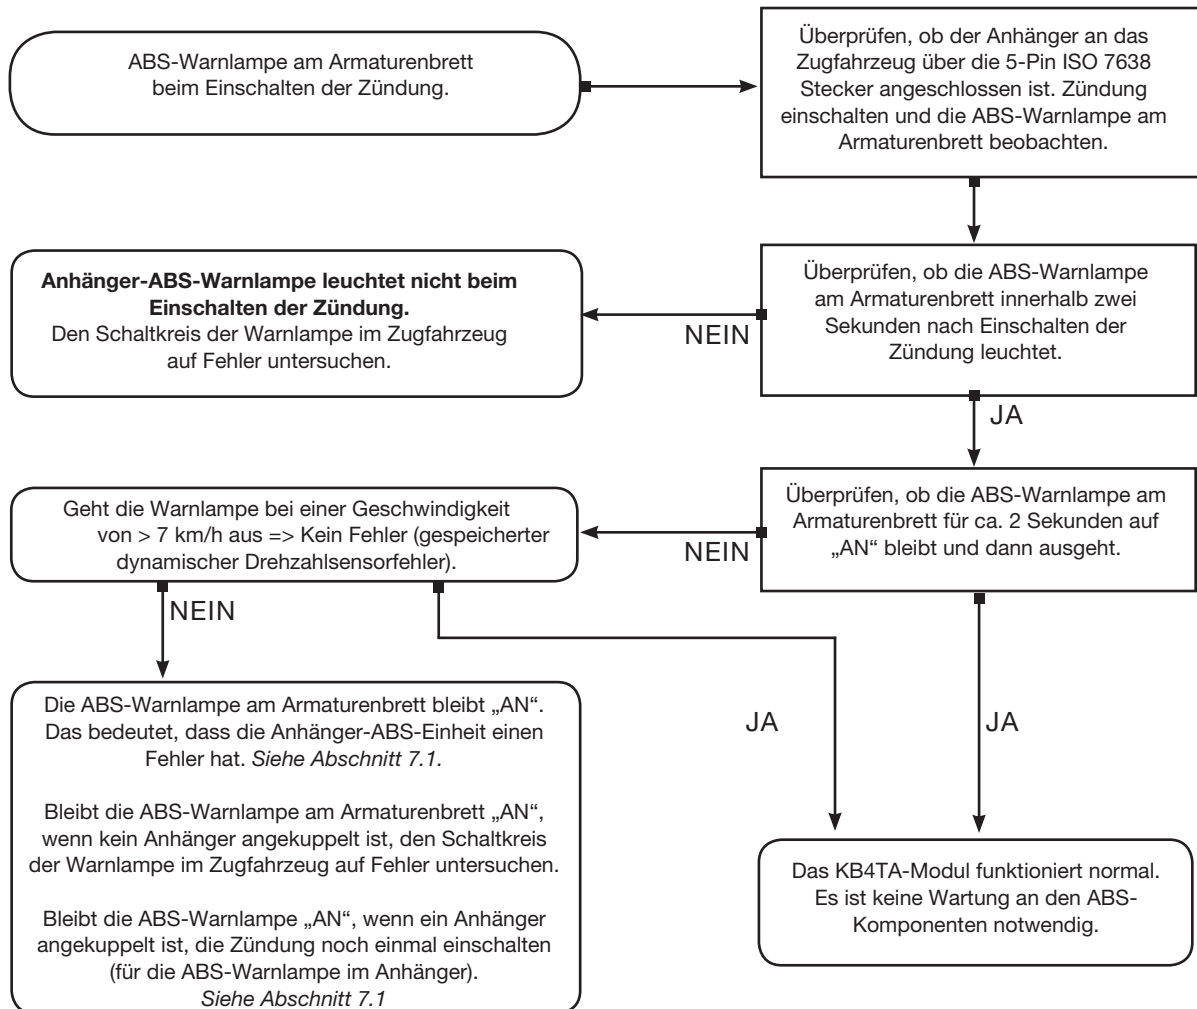 ABS-Warnlampe am Armaturenbrett
beim Einschalten der Zündung.
Überprüfen, ob der Anhänger an das
Zugfahrzeug über die 5-Pin ISO 7638
Stecker angeschlossen ist. Zündung
einschalten und die ABS-Warnlampe am
Armaturenbrett beobachten.
Anhänger-ABS-Warnlampe leuchtet nicht beim
Einschalten der Zündung.
Den Schaltkreis der Warnlampe im Zugfahrzeug
auf Fehler untersuchen.
NEIN
Überprüfen, ob die ABS-Warnlampe
am Armaturenbrett innerhalb zwei
Sekunden nach Einschalten der
Zündung leuchtet.
JA
Geht die Warnlampe bei einer Geschwindigkeit
von > 7 km/h aus => Kein Fehler (gespeicherter
dynamischer Drehzahlsensorfehler).
NEIN
Überprüfen, ob die ABS-Warnlampe am
Armaturenbrett für ca. 2 Sekunden auf
„AN“ bleibt und dann ausgeht.
NEIN
Die ABS-Warnlampe am Armaturenbrett bleibt „AN“.
Das bedeutet, dass die Anhänger-ABS-Einheit einen
Fehler hat. Siehe Abschnitt 7.1.
Bleibt die ABS-Warnlampe am Armaturenbrett „AN“,
wenn kein Anhänger angekuppelt ist, den Schaltkreis
der Warnlampe im Zugfahrzeug auf Fehler untersuchen.
Bleibt die ABS-Warnlampe „AN“, wenn ein Anhänger
angekuppelt ist, die Zündung noch einmal einschalten
(für die ABS-Warnlampe im Anhänger).
Siehe Abschnitt 7.1
JA
JA
Das KB4TA-Modul funktioniert normal.
Es ist keine Wartung an den ABS-
Komponenten notwendig.